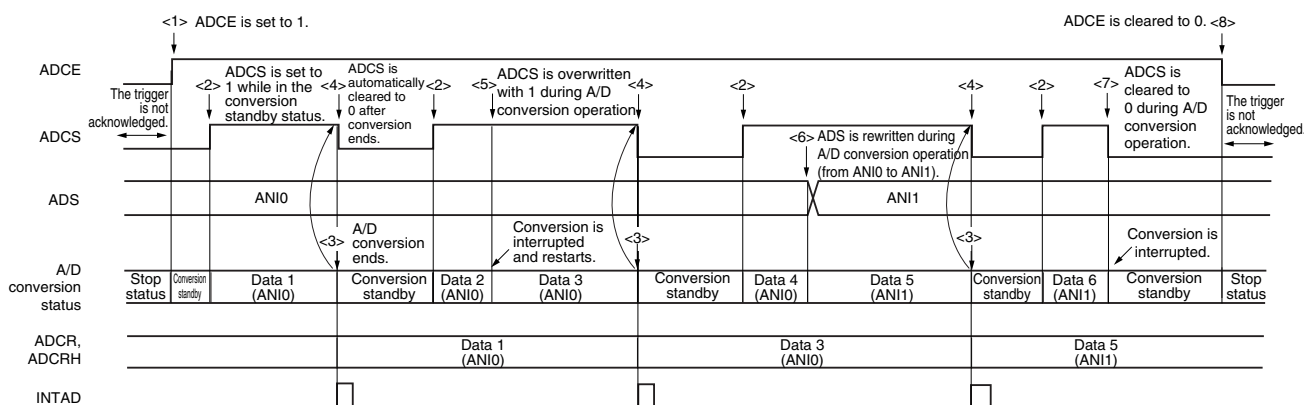 <1> ADCE is set to 1.
ADCE is cleared to 0. <8>
ADCE
The trigger
is not
acknowledged.
<2>
ADCS is set to
1 while in the
conversion
standby status.
<4>
ADCS is
automatically
cleared to
0 after
conversion
ends.
<2>
<5>
ADCS is overwritten
with 1 during A/D
conversion operation
<4>
<2>
<4>
<2>
<7>
ADCS is
cleared to
0 during A/D
conversion
operation.
The trigger
is not
acknowledged.
ADCS
<6> ADS is rewritten during
A/D conversion operation
(from ANI0 to ANI1).
ADS
ANI0
ANI1
<3>
A/D
conversion
ends.
Conversion is
interrupted
and restarts.
<3>
<3>
Conversion is
interrupted.
A/D
conversion
status
Stop
status
Conversion
standby
Data 1
(ANI0)
Conversion
standby
Data 2
(ANI0)
Data 3
(ANI0)
Conversion
standby
Data 4
(ANI0)
Data 5
(ANI1)
Conversion
standby
Data 6
(ANI1)
Conversion
standby
Stop
status
ADCR,
ADCRH
Data 1
(ANI0)
Data 3
(ANI0)
Data 5
(ANI1)
INTAD